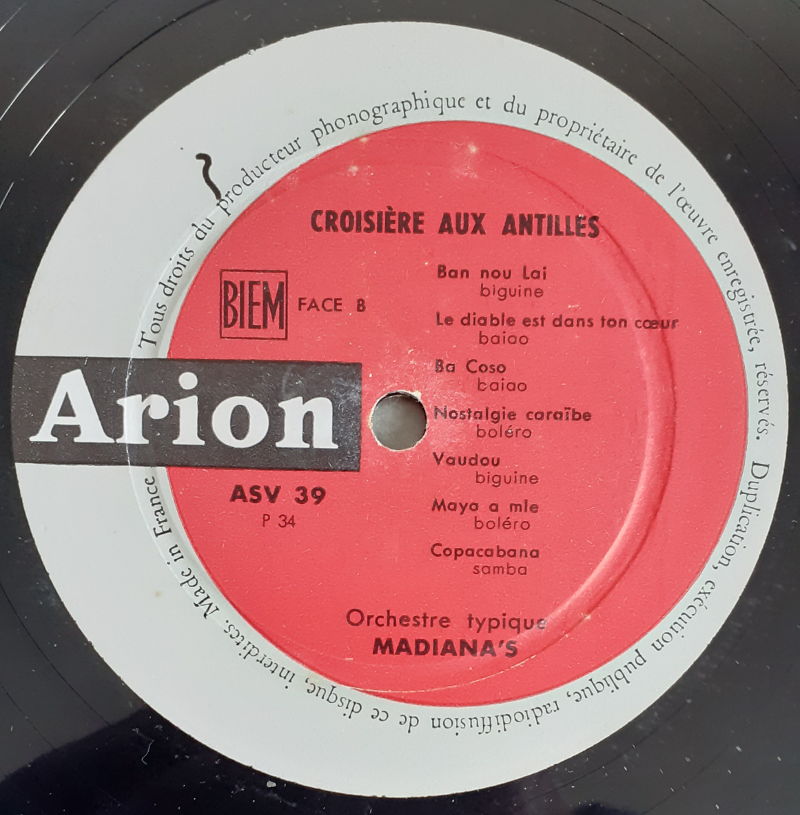 Tous droits du producteur phonographique et du propriétaire de l'œuvre enregistrée, réservés. Duplication, exécution publique, radiodiffusion de ce disque, interdites. Made in France
CROISIÈRE AUX ANTILLES
BIEM FACE B
Ban nou Lai
biguine
Le diable est dans ton cœur
baiao
Ba Coso
baiao
Nostalgie caraïbe
boléro
Vaudou
biguine
Maya a mie
boléro
Copacabana
samba
Arion
ASV 39
P 34
Orchestre typique
MADIANA'S